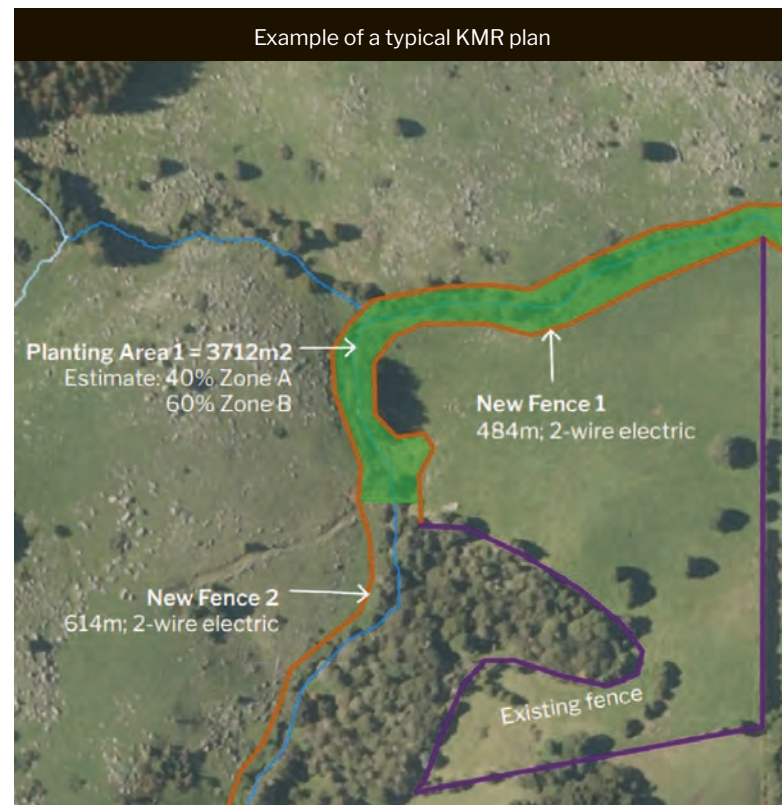 Example of a typical KMR plan
Planting Area 1 = 3712m2
Estimate: 40% Zone A
60% Zone B
New Fence 1
484m; 2-wire electric
New Fence 2
614m; 2-wire electric
Existing fence